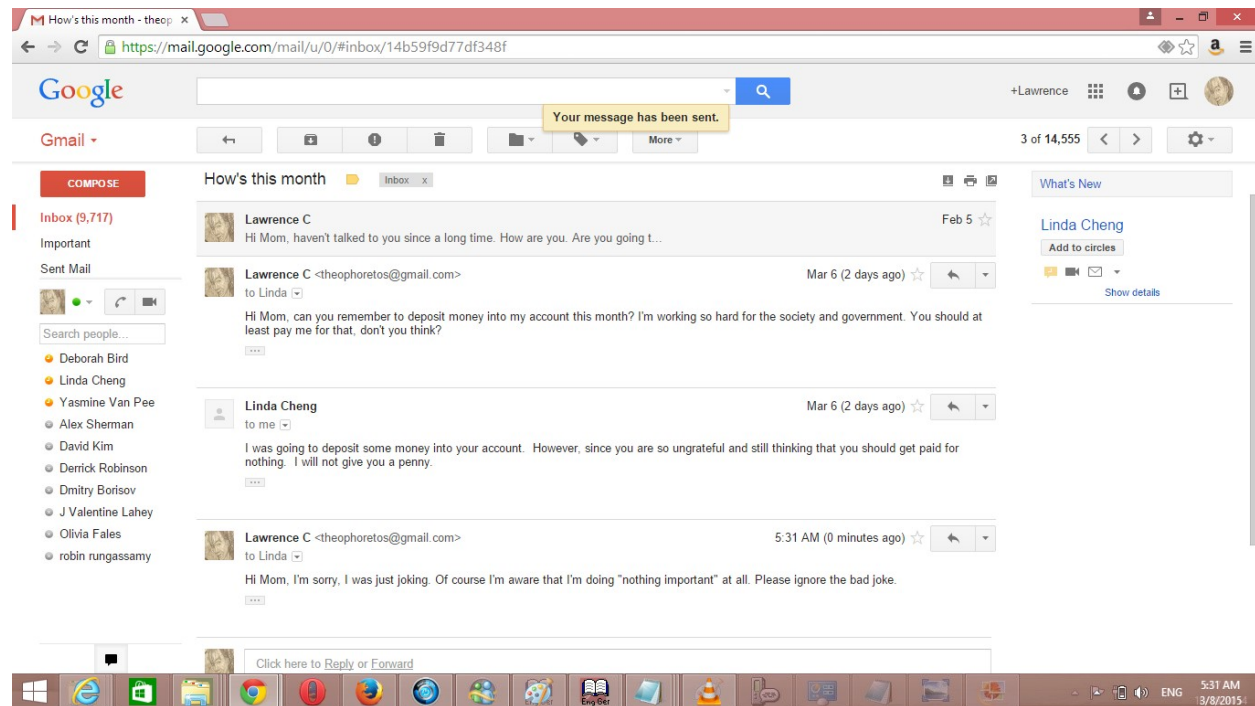 How's this month - theop
https://mail.google.com/mail/u/0/#inbox/14b59f9d77df348f
Google
+Lawrence
Your message has been sent.
Gmail
More
3 of 14,555
COMPOSE
How's this month
Inbox x
What's New
Inbox (9,717)
Important
Sent Mail
Lawrence C
Feb 5
Hi Mom, haven't talked to you since a long time. How are you. Are you going t...
Linda Cheng
Add to circles
Show details
Lawrence C <theophoretos@gmail.com>
Mar 6 (2 days ago)
to Linda
Hi Mom, can you remember to deposit money into my account this month? I'm working so hard for the society and government. You should at
least pay me for that, don't you think?
Search people...
Deborah Bird
Linda Cheng
Yasmine Van Pee
Alex Sherman
David Kim
Derrick Robinson
Dmitry Borisov
J Valentine Lahey
Olivia Fales
robin rungassamy
Linda Cheng
Mar 6 (2 days ago)
to me
I was going to deposit some money into your account. However, since you are so ungrateful and still thinking that you should get paid for
nothing. I will not give you a penny.
Lawrence C <theophoretos@gmail.com>
5:31 AM (0 minutes ago)
to Linda
Hi Mom, I'm sorry, I was just joking. Of course I'm aware that I'm doing "nothing important" at all. Please ignore the bad joke.
Click here to Reply or Forward
Eng Ger
ENG
5:31 AM
3/8/2015